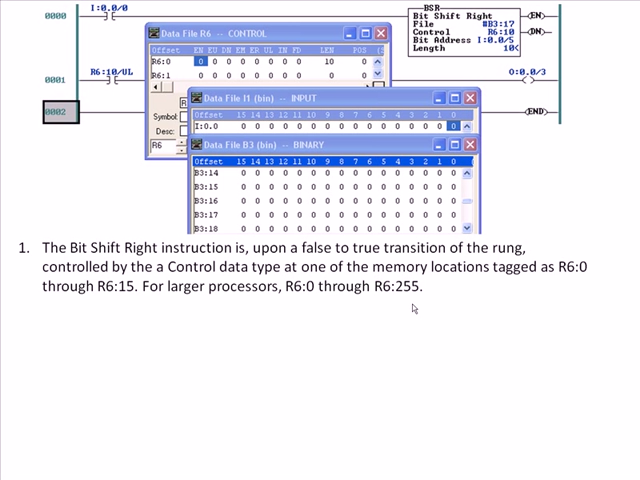 I:0.0/0
0000
BSR
Bit Shift Right
File #B3:17
Control R6:10
Bit Address I:0.0/5
Length 10<
EN
DN
Data File R6 -- CONTROL
Offset EN EU DN EM ER UL IN FD LEN POS (S
R6:0 0 0 0 0 0 0 0 0 10 0
R6:1 0 0 0 0 0 0 0 0 0 0
R6:10/UL
0001
O:0.0/3
R
Symbol:
Desc:
R6
0002
END
Data File I1 (bin) -- INPUT
Offset 15 14 13 12 11 10 9 8 7 6 5 4 3 2 1 0
I:0.0 0 0 0 0 0 0 0 0 0 0 0 0 0 0 0 0
Data File B3 (bin) -- BINARY
Offset 15 14 13 12 11 10 9 8 7 6 5 4 3 2 1 0 (
B3:14 0 0 0 0 0 0 0 0 0 0 0 0 0 0 0 0
B3:15 0 0 0 0 0 0 0 0 0 0 0 0 0 0 0 0
B3:16 0 0 0 0 0 0 0 0 0 0 0 0 0 0 0 0
B3:17 0 0 0 0 0 0 0 0 0 0 0 0 0 0 0 0
B3:18 0 0 0 0 0 0 0 0 0 0 0 0 0 0 0 0
1. The Bit Shift Right instruction is, upon a false to true transition of the rung,
controlled by the a Control data type at one of the memory locations tagged as R6:0
through R6:15. For larger processors, R6:0 through R6:255.